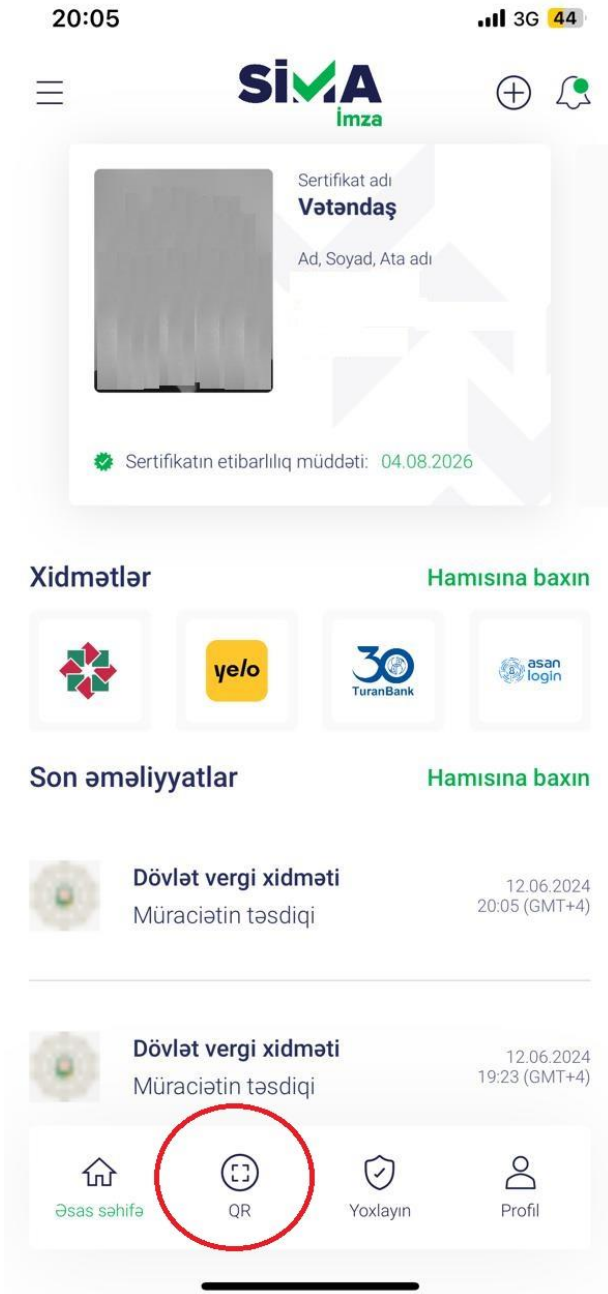 20:05
3G 44
SİMA
İmza
Sertifikat adı
Vətəndaş
Ad, Soyad, Ata adı
Sertifikatın etibarlılıq müddəti: 04.08.2026
Xidmətlər
Hamısına baxın
yelo
30
TuranBank
asan
login
Son əməliyyatlar
Hamısına baxın
Dövlət vergi xidməti
Müraciətin təsdiqi
12.06.2024
20:05 (GMT+4)
Dövlət vergi xidməti
Müraciətin təsdiqi
12.06.2024
19:23 (GMT+4)
Əsas səhifə
QR
Yoxlayın
Profil